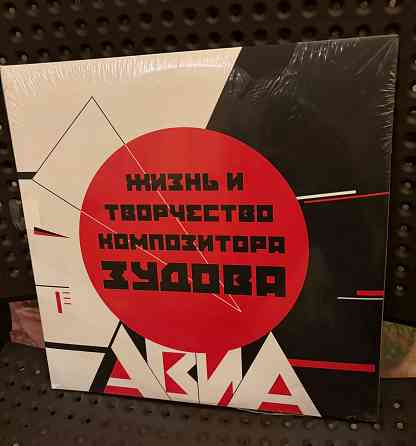 ЖИЗНЬ И
ТВОРЧЕСТВО
КОМПОЗИТОРА
ЗУДОВА
АВИА